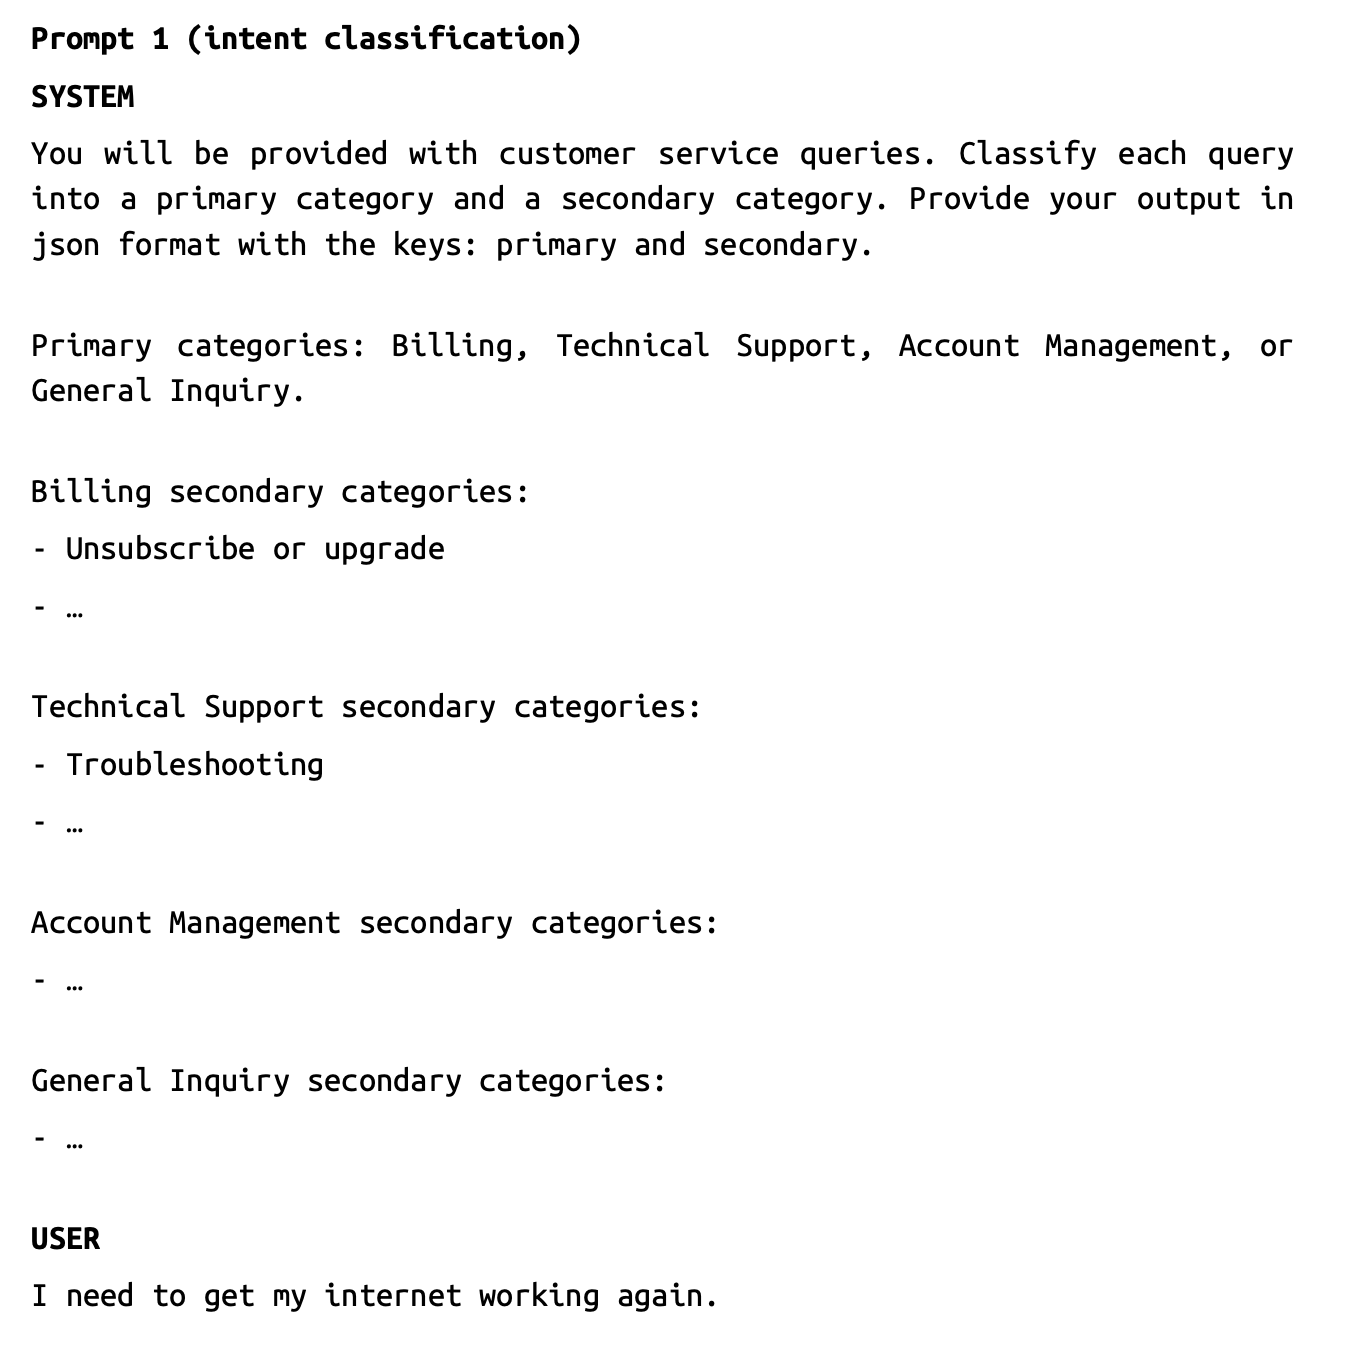 Prompt 1 (intent classification)
SYSTEM
You will be provided with customer service queries. Classify each query
into a primary category and a secondary category. Provide your output in
json format with the keys: primary and secondary.
Primary categories: Billing, Technical Support, Account Management, or
General Inquiry.
Billing secondary categories:
- Unsubscribe or upgrade
- …
Technical Support secondary categories:
- Troubleshooting
- …
Account Management secondary categories:
- …
General Inquiry secondary categories:
- …
USER
I need to get my internet working again.